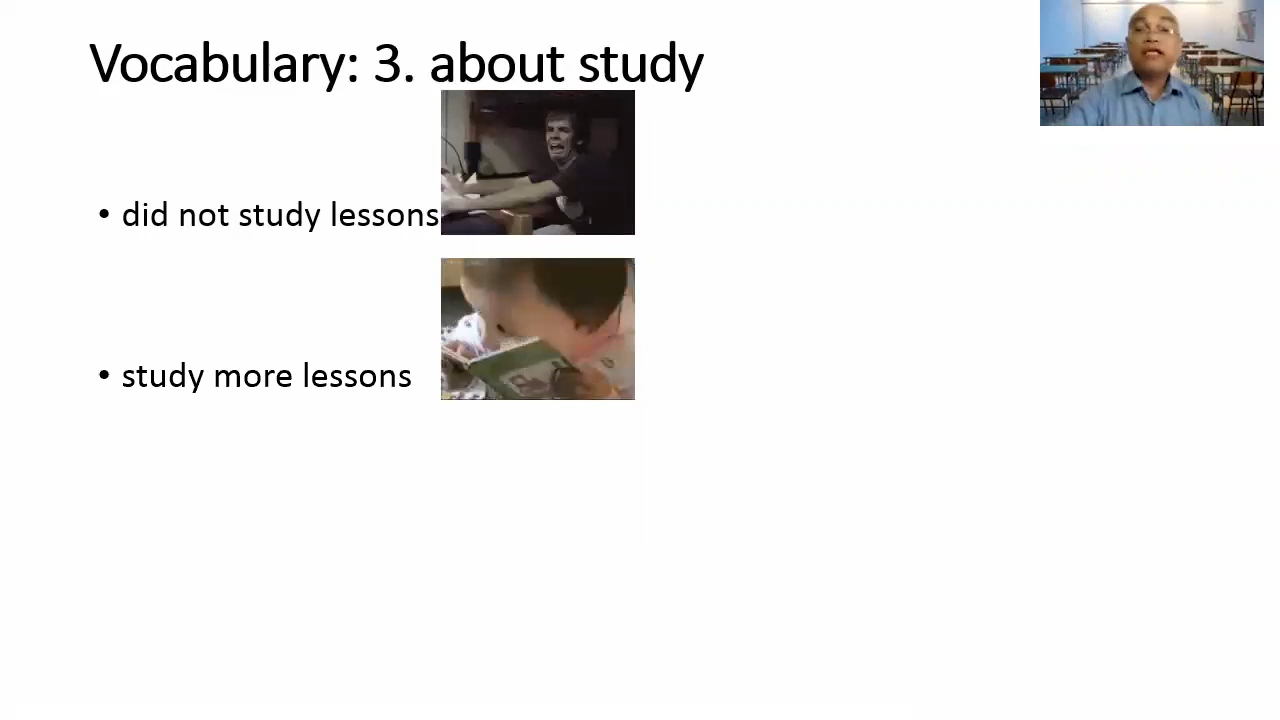 Vocabulary: 3. about study
• did not study lessons
• study more lessons